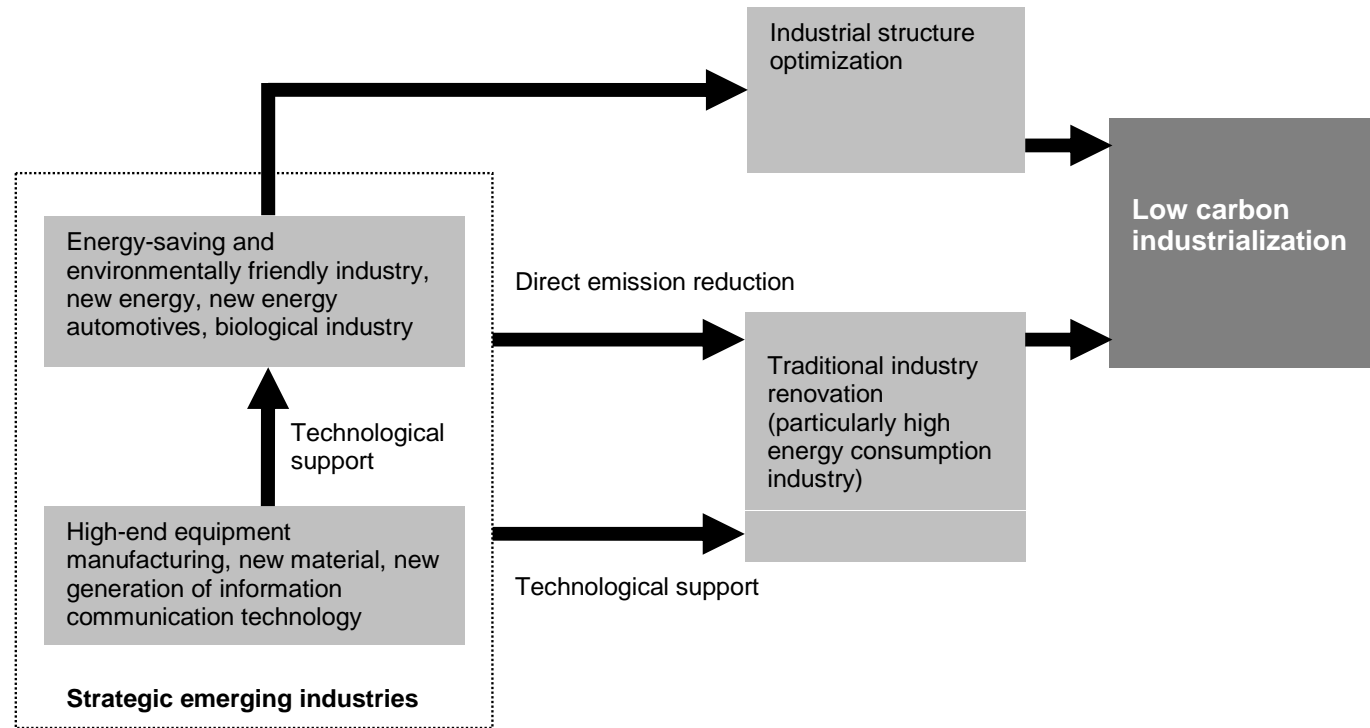 Industrial structure
optimization
Low carbon
industrialization
Energy-saving and
environmentally friendly industry,
new energy, new energy
automotives, biological industry
Direct emission reduction
Traditional industry
renovation
(particularly high
energy consumption
industry)
Technological
support
High-end equipment
manufacturing, new material, new
generation of information
communication technology
Technological support
Strategic emerging industries